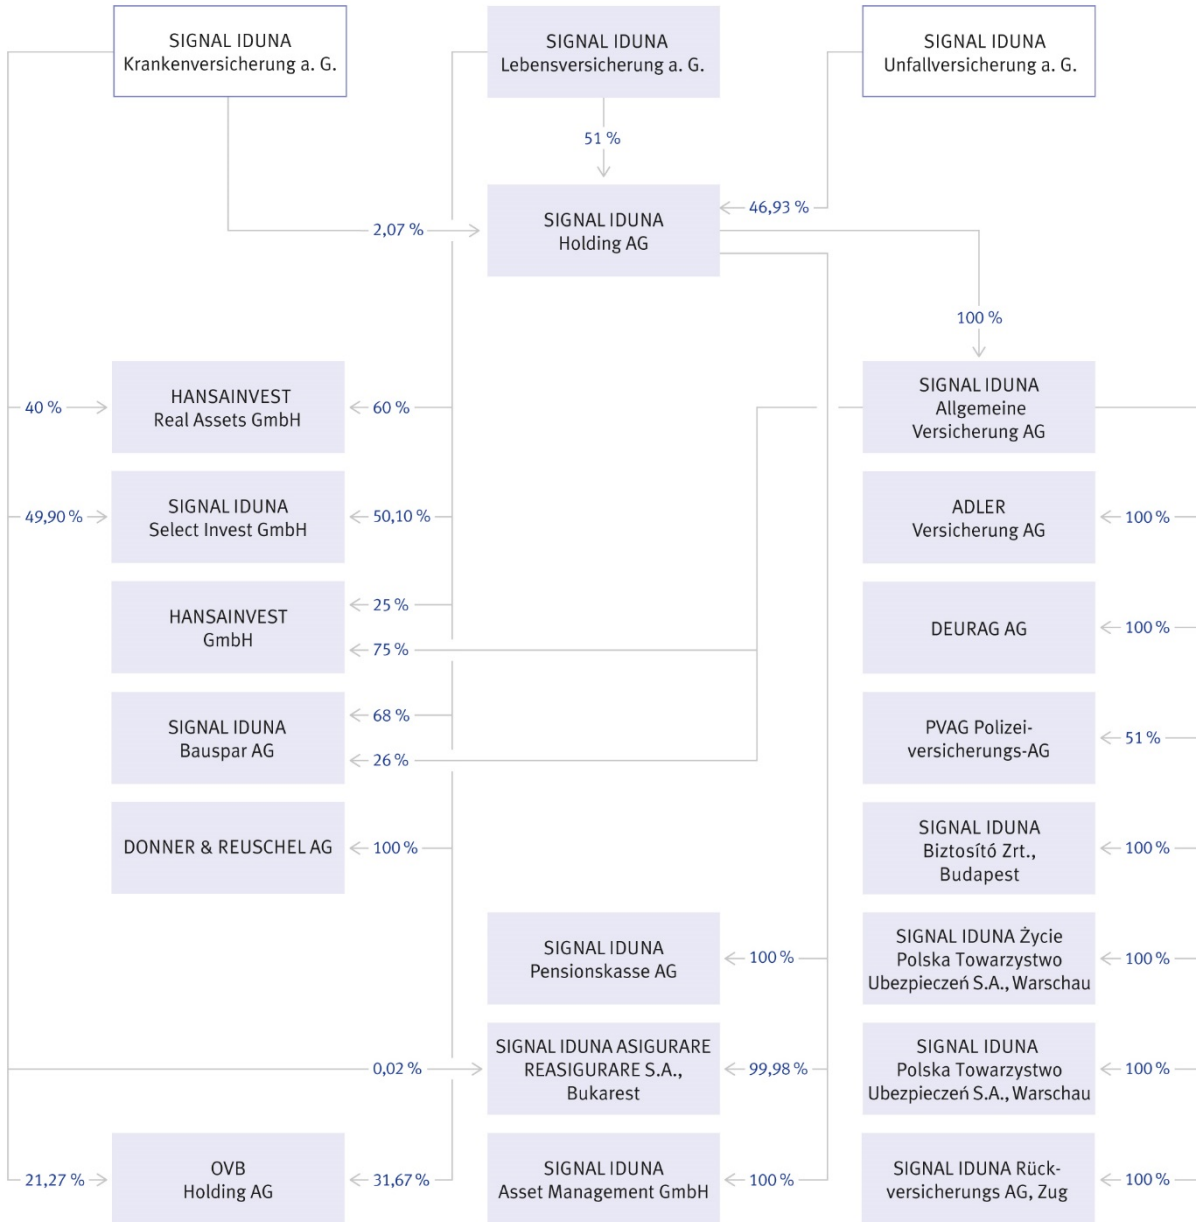 SIGNAL IDUNA
Krankenversicherung a. G.
SIGNAL IDUNA
Lebensversicherung a. G.
SIGNAL IDUNA
Unfallversicherung a. G.
51 %
46,93 %
SIGNAL IDUNA
Holding AG
2,07 %
100 %
40 %
HANSAINVEST
Real Assets GmbH
60 %
SIGNAL IDUNA
Allgemeine
Versicherung AG
49,90 %
SIGNAL IDUNA
Select Invest GmbH
50,10 %
ADLER
Versicherung AG
100 %
HANSAINVEST
GmbH
25 %
75 %
DEURAG AG
100 %
SIGNAL IDUNA
Bauspar AG
68 %
26 %
PVAG Polizei-
versicherungs-AG
51 %
DONNER & REUSCHEL AG
100 %
SIGNAL IDUNA
Biztosító Zrt.,
Budapest
100 %
SIGNAL IDUNA
Pensionskasse AG
100 %
SIGNAL IDUNA Życie
Polska Towarzystwo
Ubezpieczeń S.A., Warschau
100 %
0,02 %
SIGNAL IDUNA ASIGURARE
REASIGURARE S.A.,
Bukarest
99,98 %
SIGNAL IDUNA
Polska Towarzystwo
Ubezpieczeń S.A., Warschau
100 %
21,27 %
OVB
Holding AG
31,67 %
SIGNAL IDUNA
Asset Management GmbH
100 %
SIGNAL IDUNA Rück-
versicherungs AG, Zug
100 %